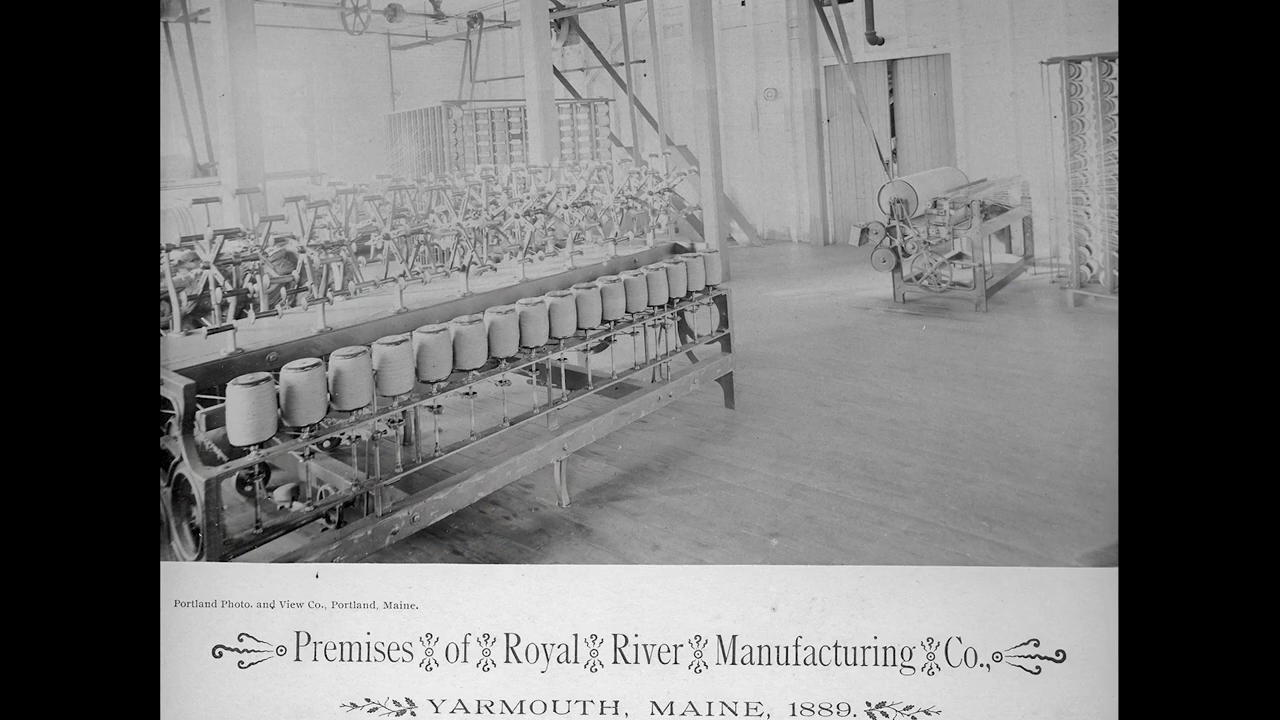 Portland Photo. and View Co., Portland, Maine.
Premises of Royal River Manufacturing Co.,
YARMOUTH, MAINE, 1889.